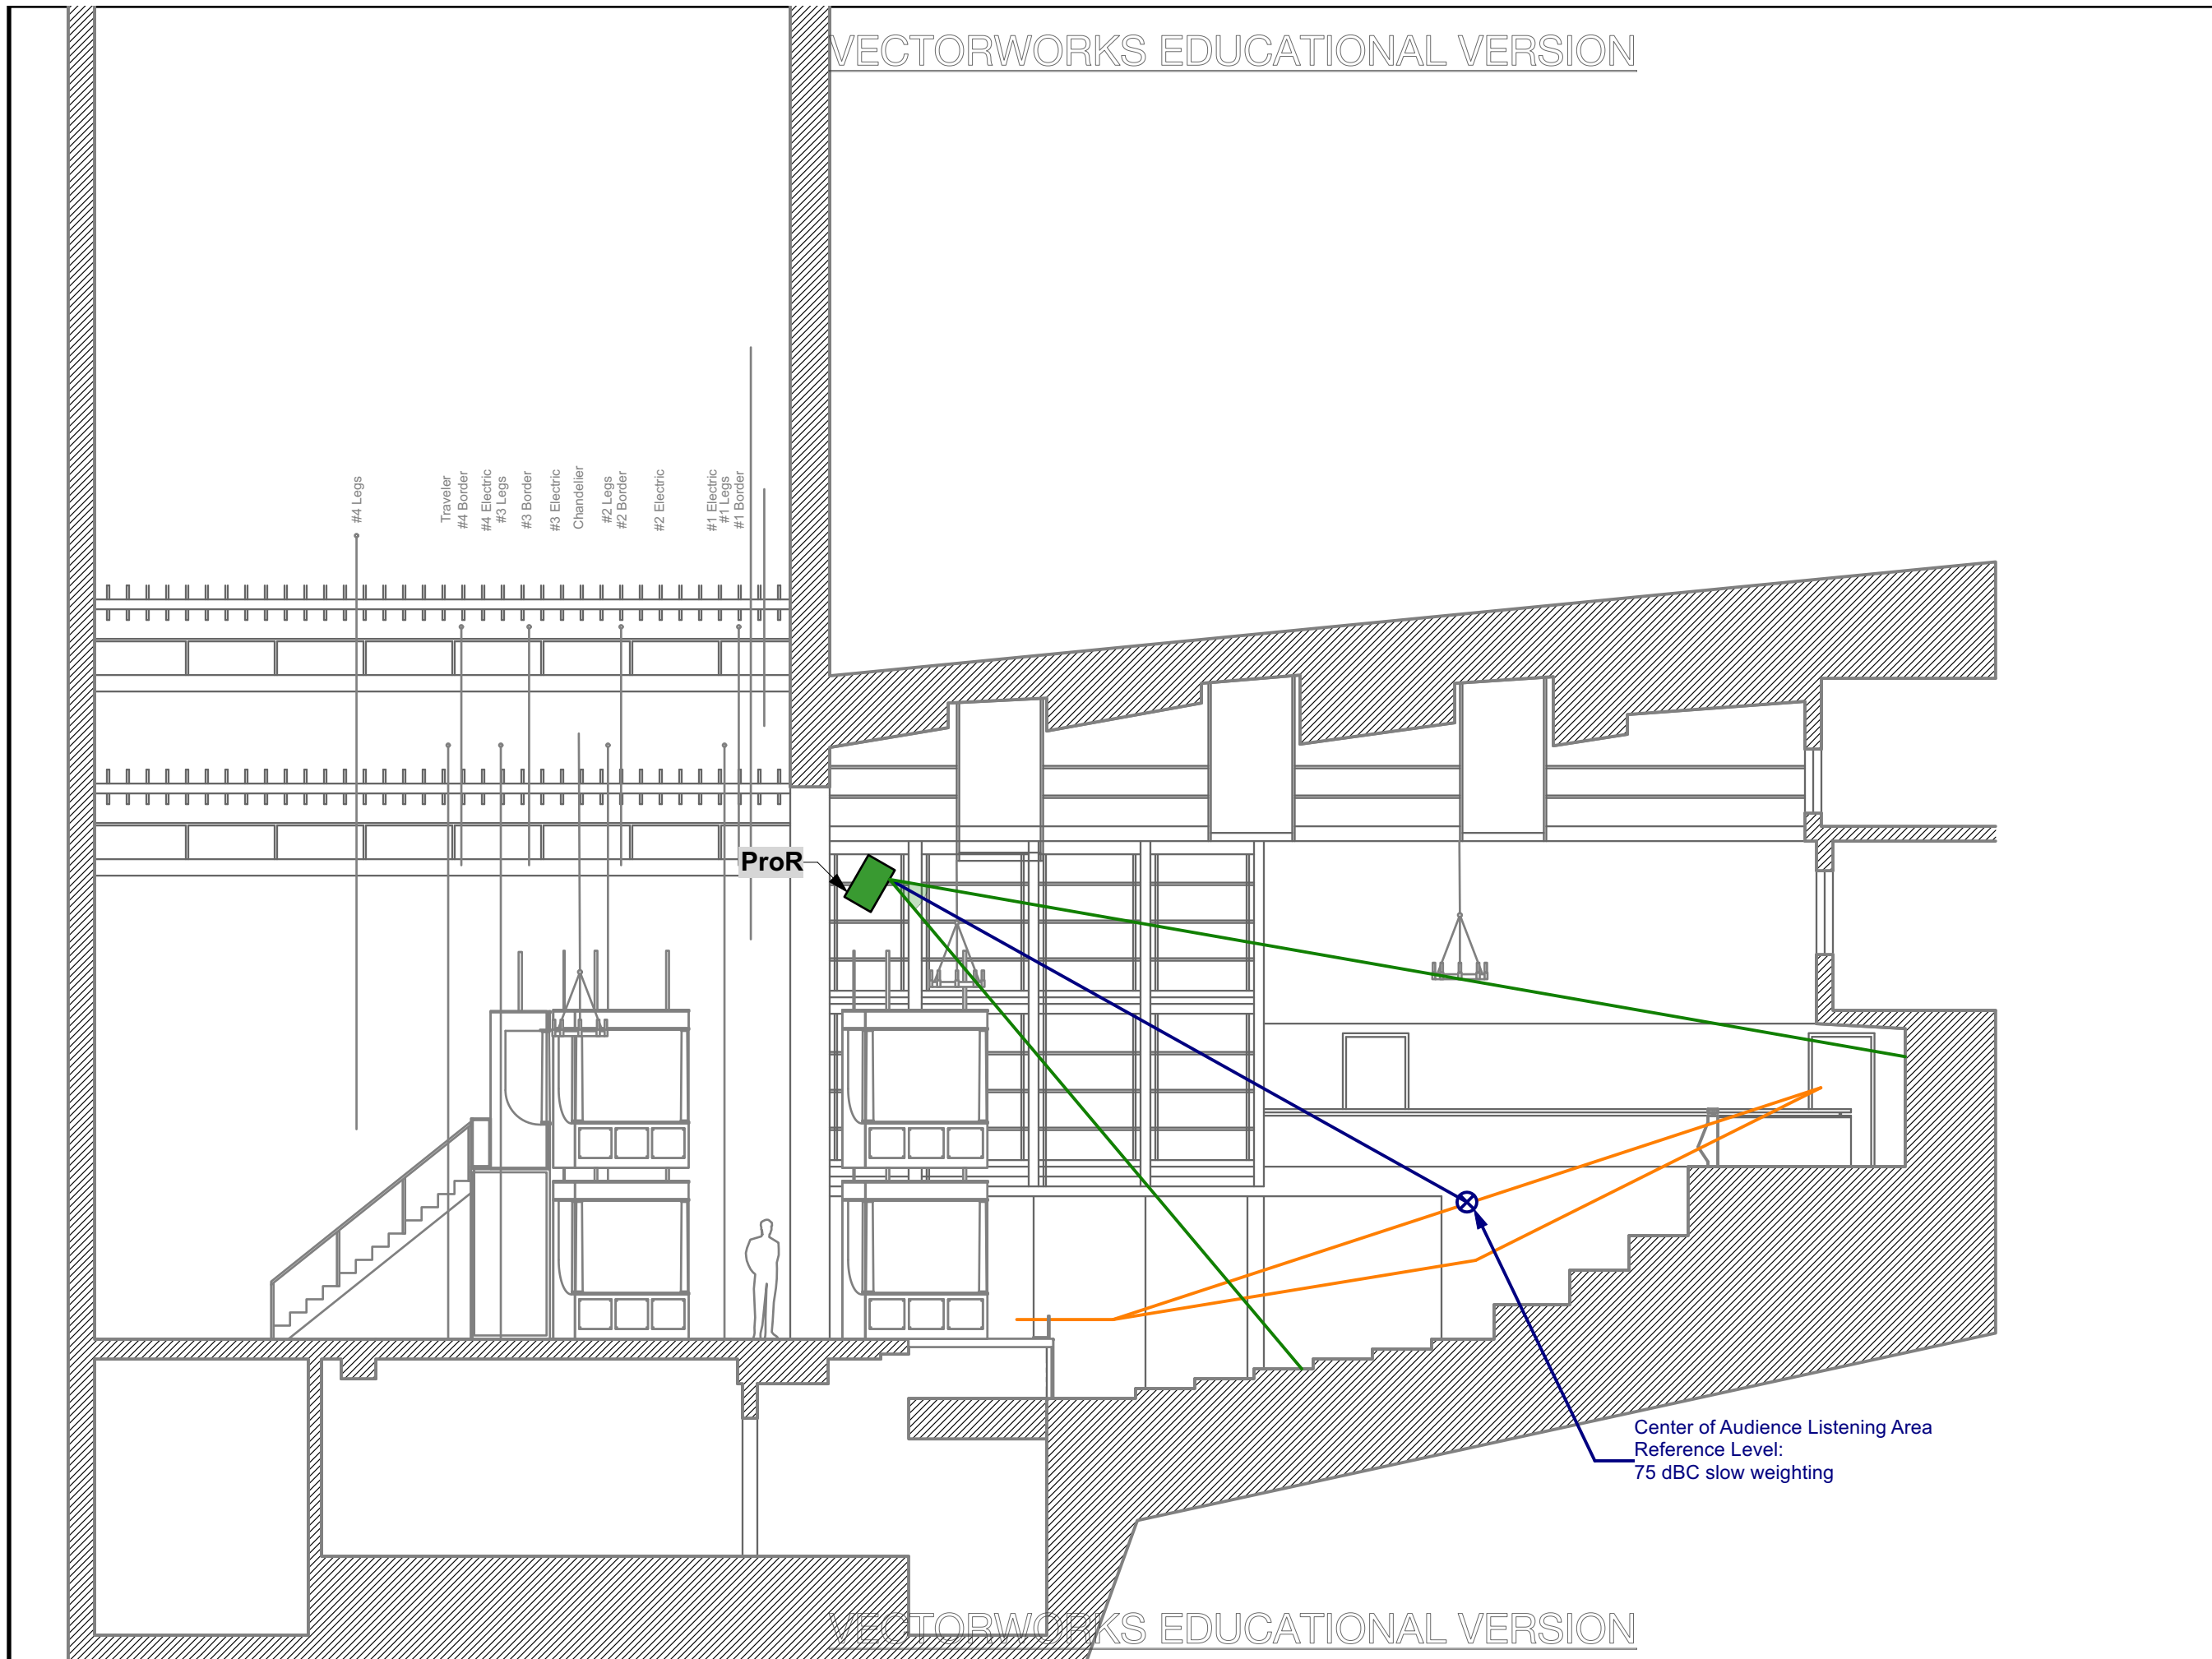 VECTORWORKS EDUCATIONAL VERSION
#4 Legs
Traveler
#4 Border
#4 Electric
#3 Legs
#3 Border
#3 Electric
Chandelier
#2 Legs
#2 Border
#2 Electric
#1 Electric
#1 Legs
#1 Border
ProR
Center of Audience Listening Area
Reference Level:
75 dBC slow weighting
VECTORWORKS EDUCATIONAL VERSION